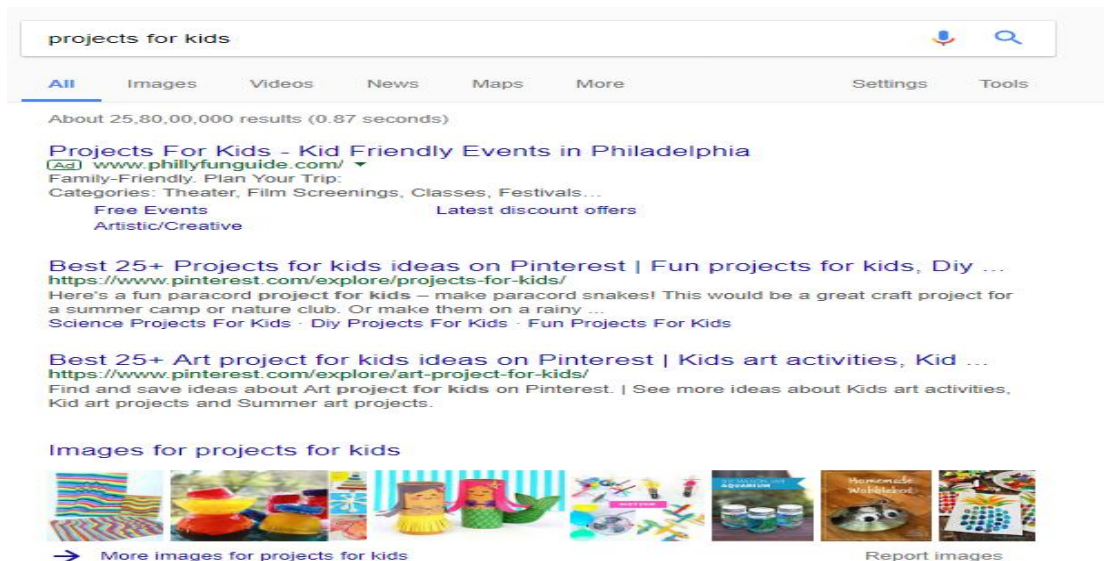 projects for kids
All Images Videos News Maps More Settings Tools
About 25,80,00,000 results (0.87 seconds)
Projects For Kids - Kid Friendly Events in Philadelphia
Ad www.phillyfunguide.com/
Family-Friendly. Plan Your Trip:
Categories: Theater, Film Screenings, Classes, Festivals...
Free Events Latest discount offers
Artistic/Creative
Best 25+ Projects for kids ideas on Pinterest | Fun projects for kids, Diy ...
https://www.pinterest.com/explore/projects-for-kids/
Here's a fun paracord project for kids – make paracord snakes! This would be a great craft project for
a summer camp or nature club. Or make them on a rainy ...
Science Projects For Kids · Diy Projects For Kids · Fun Projects For Kids
Best 25+ Art project for kids ideas on Pinterest | Kids art activities, Kid ...
https://www.pinterest.com/explore/art-project-for-kids/
Find and save ideas about Art project for kids on Pinterest. | See more ideas about Kids art activities,
Kid art projects and Summer art projects.
Images for projects for kids
AQUARIUM
Homemade
Wobblebot
More images for projects for kids Report images